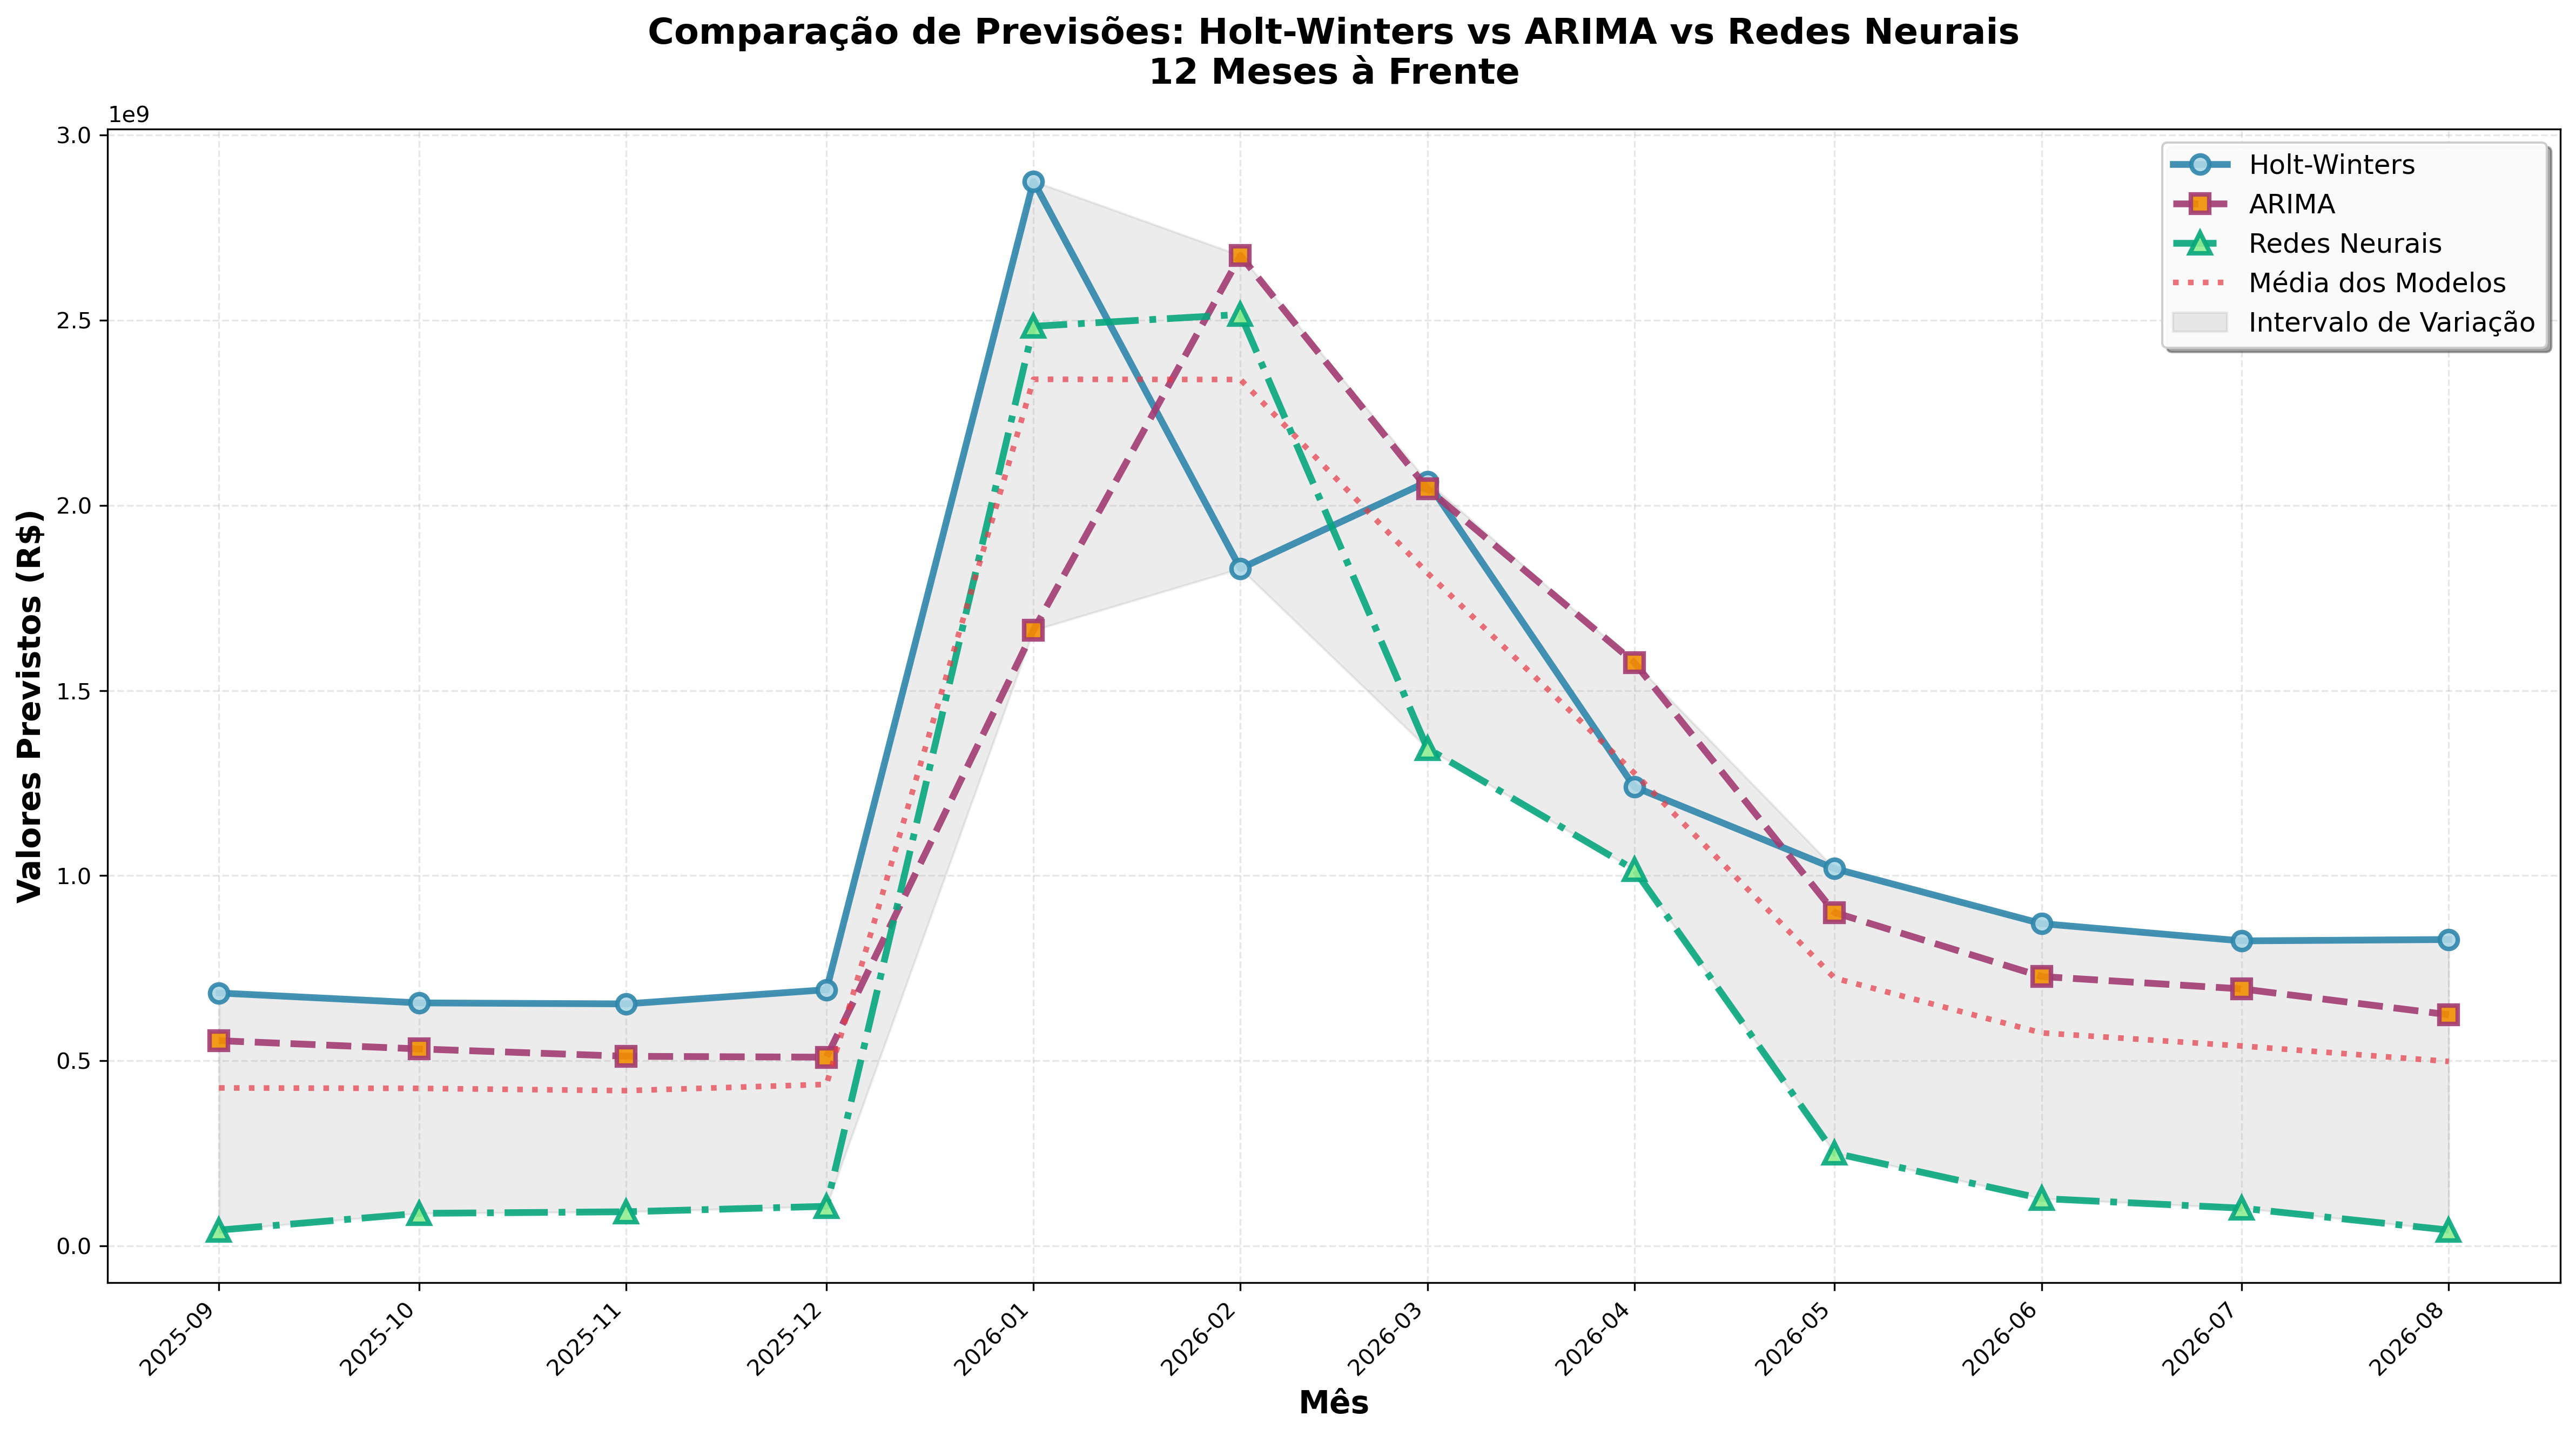 Comparação de Previsões: Holt-Winters vs ARIMA vs Redes Neurais
12 Meses à Frente
1e9
3.0
2.5
2.0
1.5
1.0
0.5
0.0
Valores Previstos (R$)
Holt-Winters
ARIMA
Redes Neurais
Média dos Modelos
Intervalo de Variação
2025-09
2025-10
2025-11
2025-12
2026-01
2026-02
2026-03
2026-04
2026-05
2026-06
2026-07
2026-08
Mês